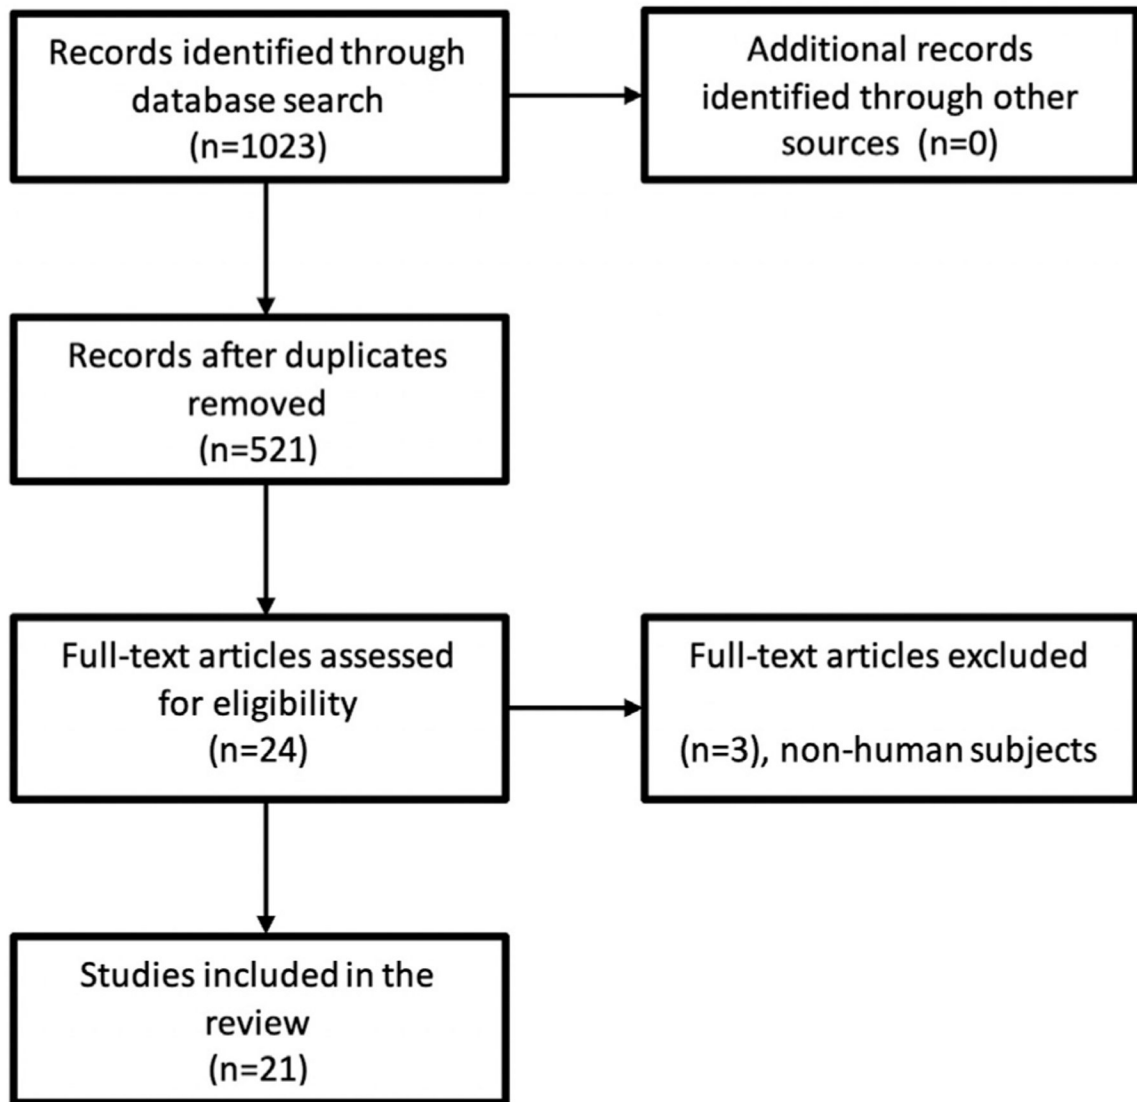 Records identified through
database search
(n=1023)
Additional records
identified through other
sources (n=0)
Records after duplicates
removed
(n=521)
Full-text articles assessed
for eligibility
(n=24)
Full-text articles excluded
(n=3), non-human subjects
Studies included in the
review
(n=21)